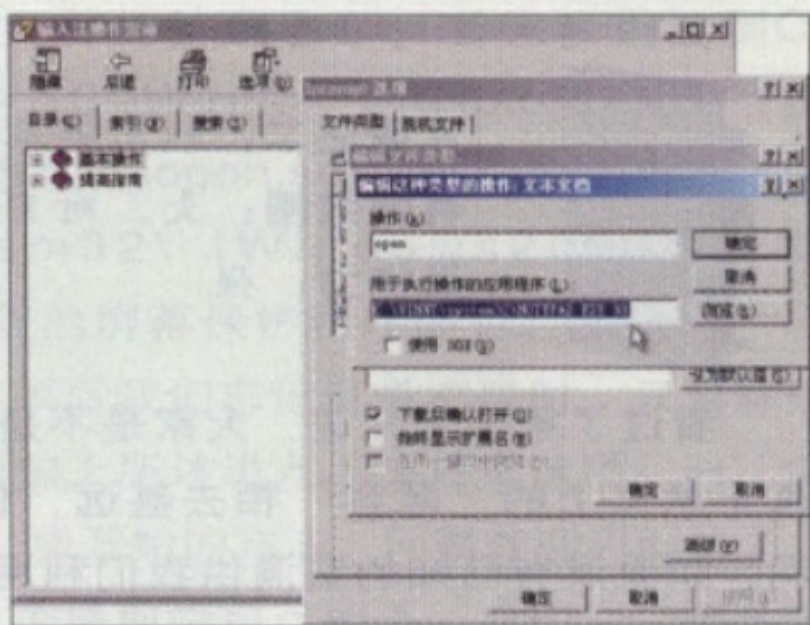 输入法操作指南
隐藏
后退
打印
选项(O)
目录(C)
索引(N)
搜索(S)
基本操作
提高指南
选项
文件类型
脱机文件
编辑文件类型
编辑这种类型的操作: 文本文档
操作(A):
open
确定
用于执行操作的应用程序(L):
取消
C:\WINNT\system32\NOTEPAD.EXE %1
浏览(R)
使用 DDE(U)
设为默认值(S)
下载后确认打开(O)
始终显示扩展名(W)
确定
取消
高级(V)
确定
取消